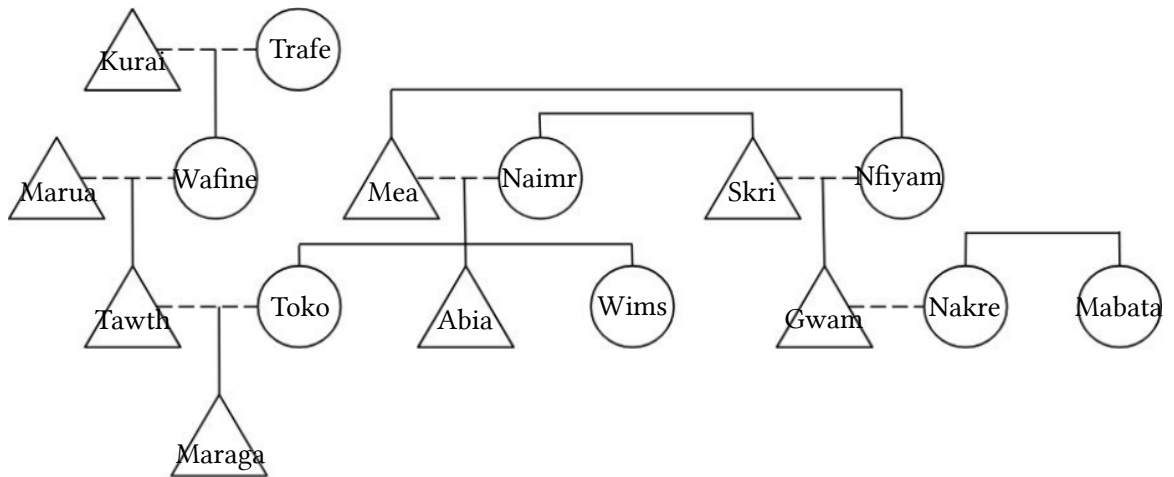 Kurai
Trafe
Marua
Wafine
Mea
Naimr
Skri
Nfiyam
Tawth
Toko
Abia
Wims
Gwam
Nakre
Mabata
Maraga